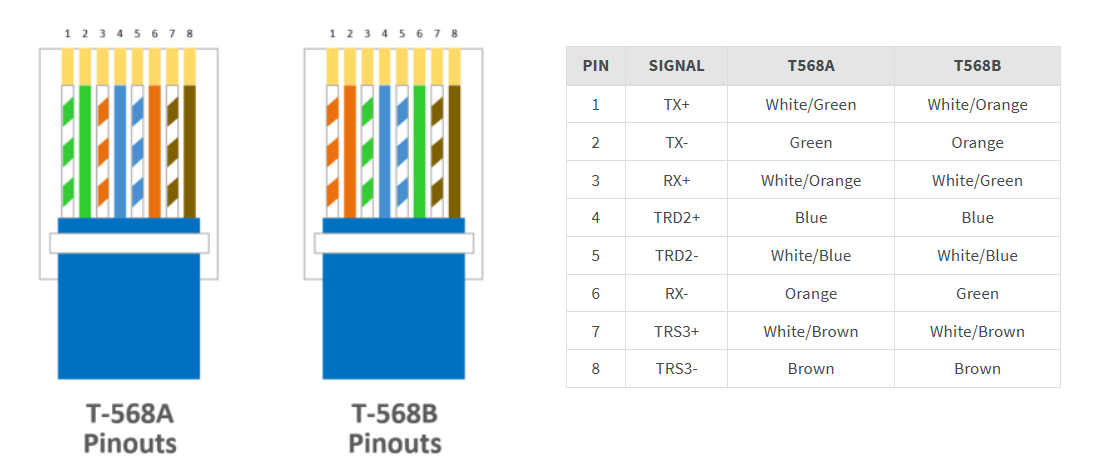 1 2 3 4 5 6 7 8
T-568A
Pinouts
1 2 3 4 5 6 7 8
T-568B
Pinouts
PIN SIGNAL T568A T568B
1 TX+ White/Green White/Orange
2 TX- Green Orange
3 RX+ White/Orange White/Green
4 TRD2+ Blue Blue
5 TRD2- White/Blue White/Blue
6 RX- Orange Green
7 TRS3+ White/Brown White/Brown
8 TRS3- Brown Brown